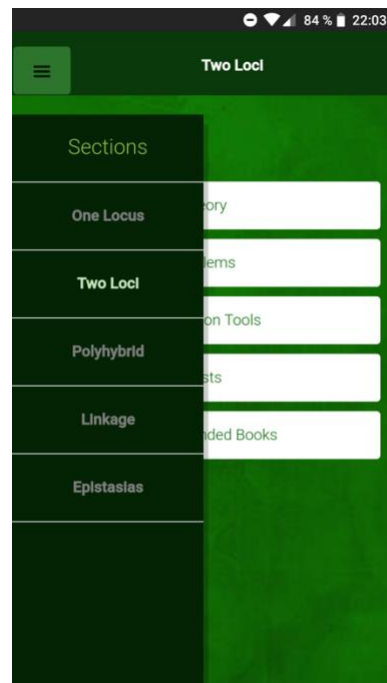 84 % 22:03
Two Loci
Sections
One Locus
Two Loci
Polyhybrid
Linkage
Epistasias
eory
lems
on Tools
sts
nded Books